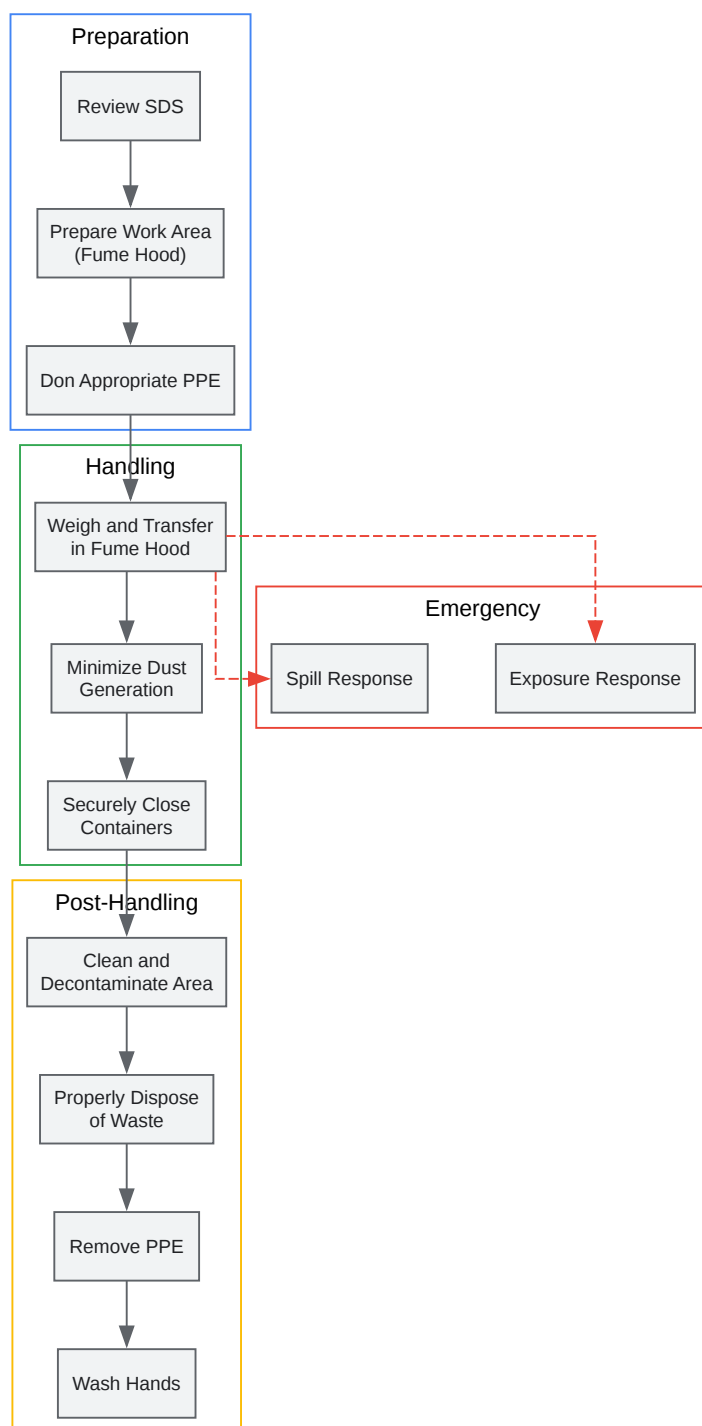 Preparation
Review SDS
Prepare Work Area
(Fume Hood)
Don Appropriate PPE
Handling
Weigh and Transfer
in Fume Hood
Emergency
Spill Response
Exposure Response
Minimize Dust
Generation
Securely Close
Containers
Post-Handling
Clean and
Decontaminate Area
Properly Dispose
of Waste
Remove PPE
Wash Hands